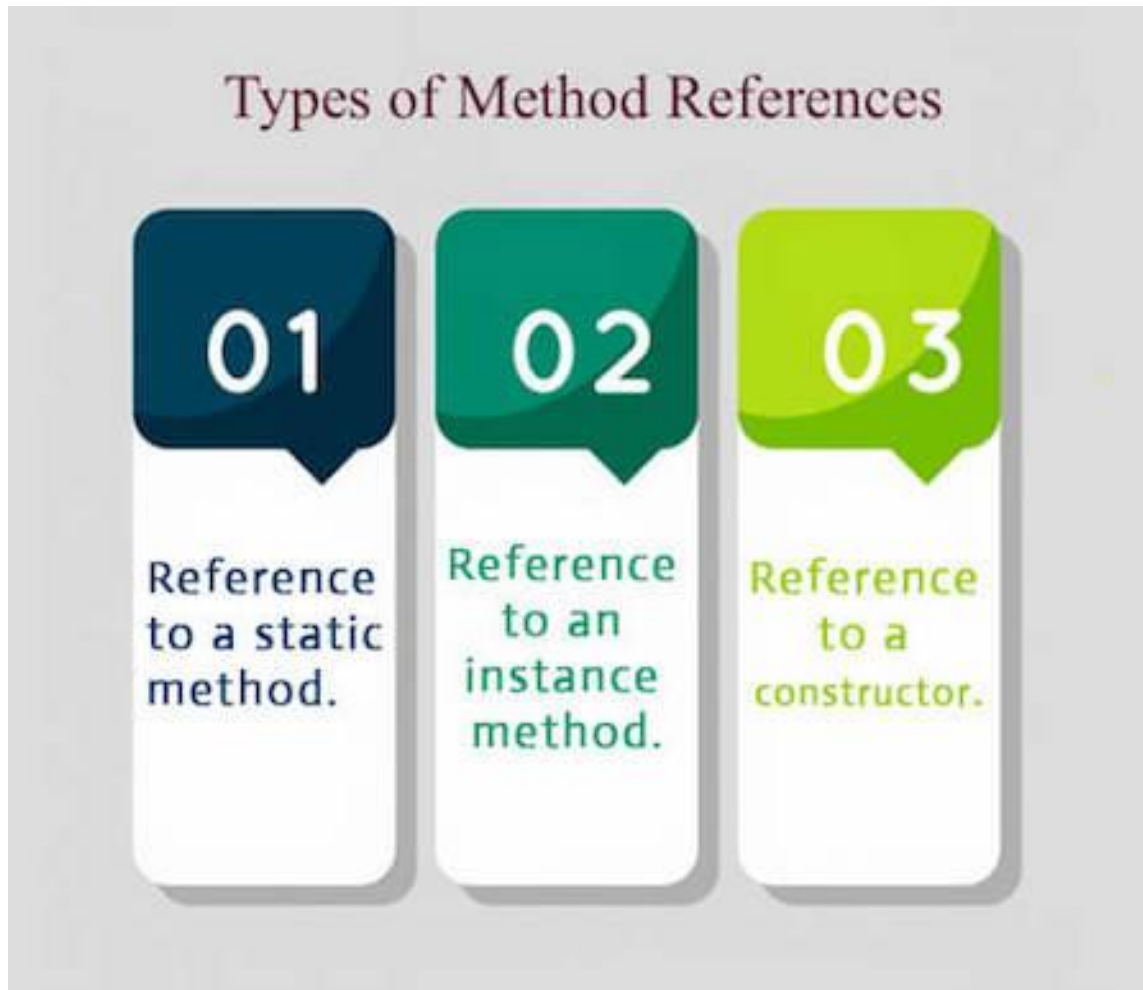 Types of Method References
01
Reference
to a static
method.
02
Reference
to an
instance
method.
03
Reference
to a
constructor.